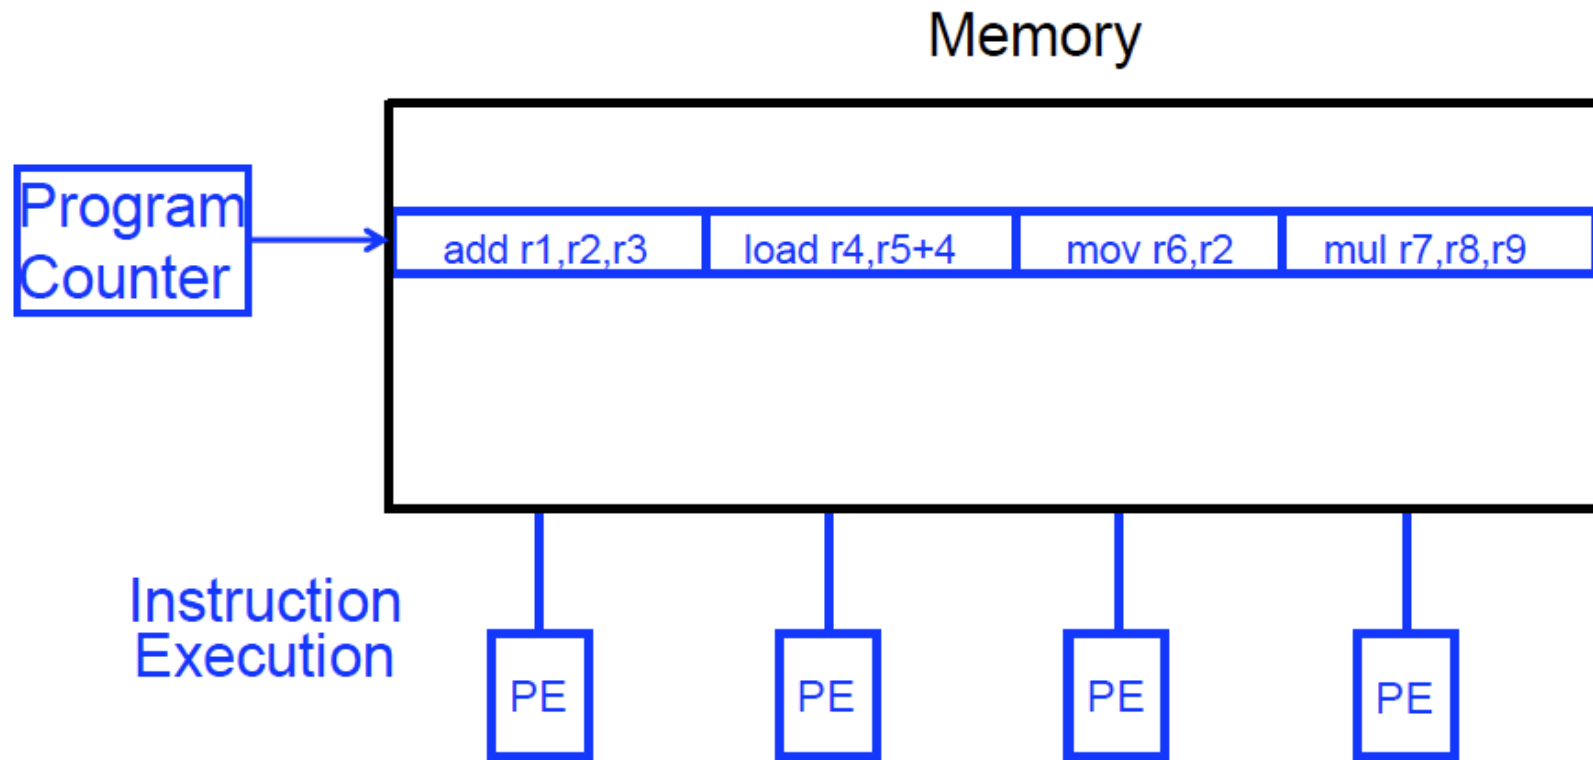 Memory
Program
Counter
add r1,r2,r3
load r4,r5+4
mov r6,r2
mul r7,r8,r9
Instruction
Execution
PE
PE
PE
PE